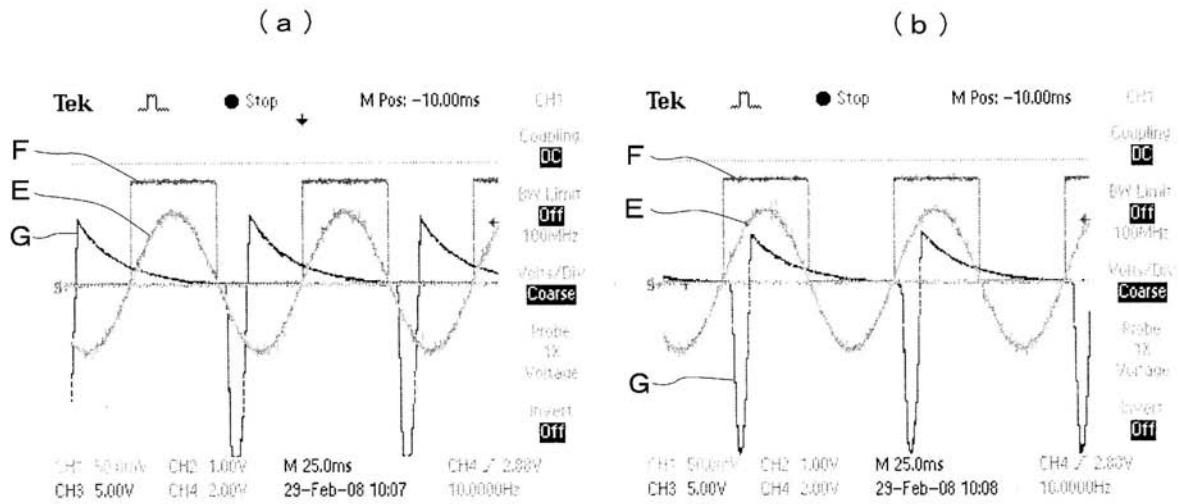 (a)
Tek Stop M Pos: -10.00ms CH1
Coupling
DC
F
E
G
BW Limit
Off
100MHz
Volts/Div
Coarse
Probe
1X
Voltage
Invert
Off
CH1 50.0mV CH2 1.00V M 25.0ms CH4 2.88V
CH3 5.00V CH4 2.00V 29-Feb-08 10:07 10.0000Hz
(b)
Tek Stop M Pos: -10.00ms CH1
Coupling
DC
F
E
BW Limit
Off
100MHz
Volts/Div
Coarse
Probe
1X
Voltage
G
Invert
Off
CH1 50.0mV CH2 1.00V M 25.0ms CH4 2.88V
CH3 5.00V CH4 2.00V 29-Feb-08 10:08 10.0000Hz